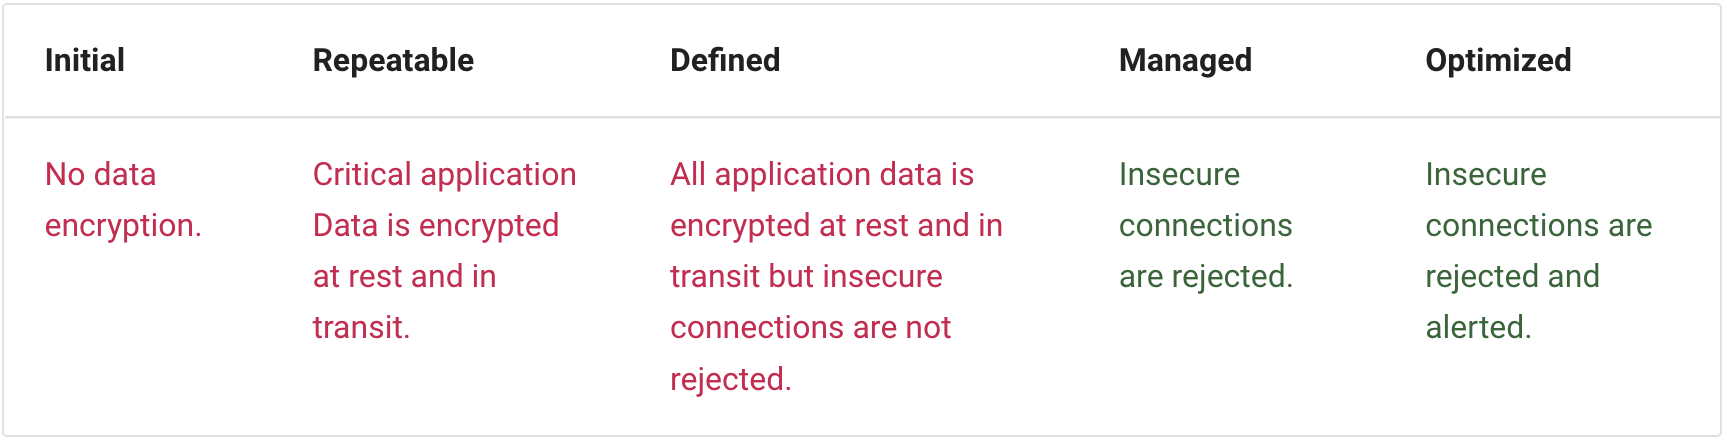 Initial
Repeatable
Defined
Managed
Optimized
No data
encryption.
Critical application
Data is encrypted
at rest and in
transit.
All application data is
encrypted at rest and in
transit but insecure
connections are not
rejected.
Insecure
connections
are rejected.
Insecure
connections are
rejected and
alerted.